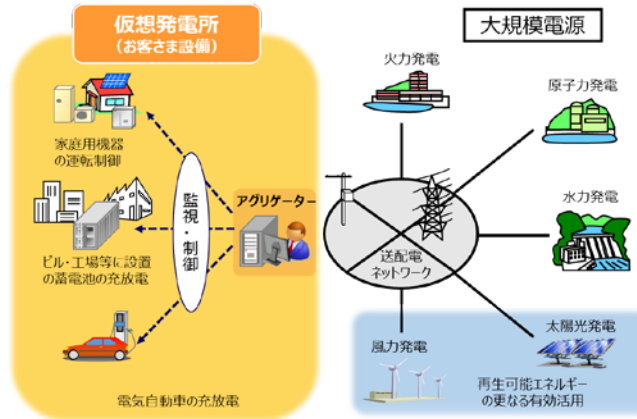 仮想発電所
(お客さま設備)
家庭用機器
の運転制御
ビル・工場等に設置
の蓄電池の充放電
電気自動車の充放電
監視・制御
アグリゲーター
大規模電源
火力発電
原子力発電
水力発電
送配電
ネットワーク
風力発電
太陽光発電
再生可能エネルギー
の更なる有効活用